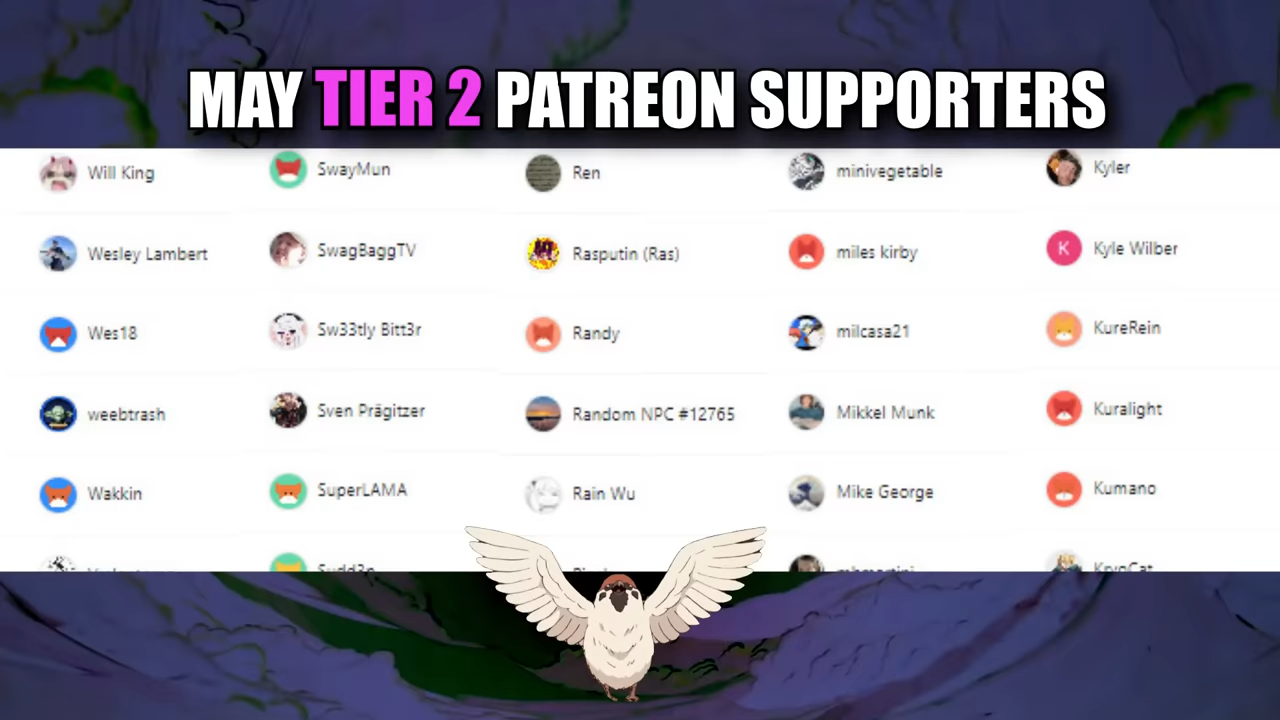 MAY TIER 2 PATREON SUPPORTERS
Will King
SwayMun
Ren
minivegetable
Kyler
Wesley Lambert
SwagBaggTV
Rasputin (Ras)
miles kirby
K
Kyle Wilber
Wes18
Sw33tly Bitt3r
Randy
milcasa21
KureRein
weebtrash
Sven Prägitzer
Random NPC #12765
Mikkel Munk
Kuralight
Wakkin
SuperLAMA
Rain Wu
Mike George
Kumano
KryoCat